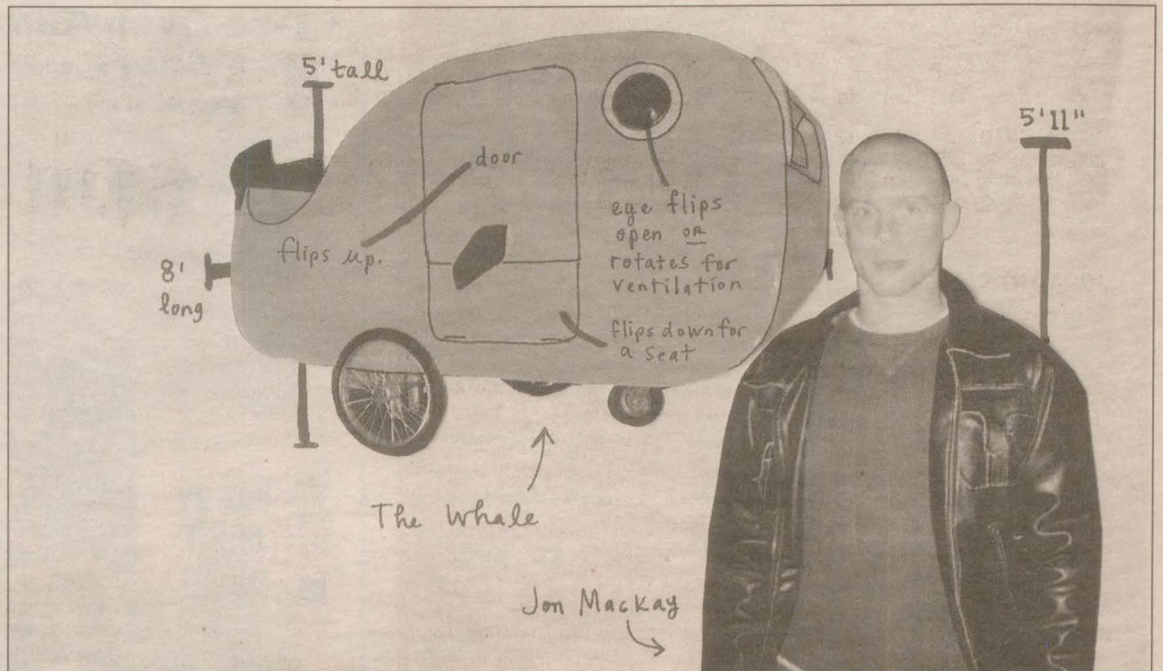 5' tall
5'11"
door
flips up.
eye flips
open OR
rotates for
ventilation
8'
long
flips down for
a seat
The Whale
Jon Mackay